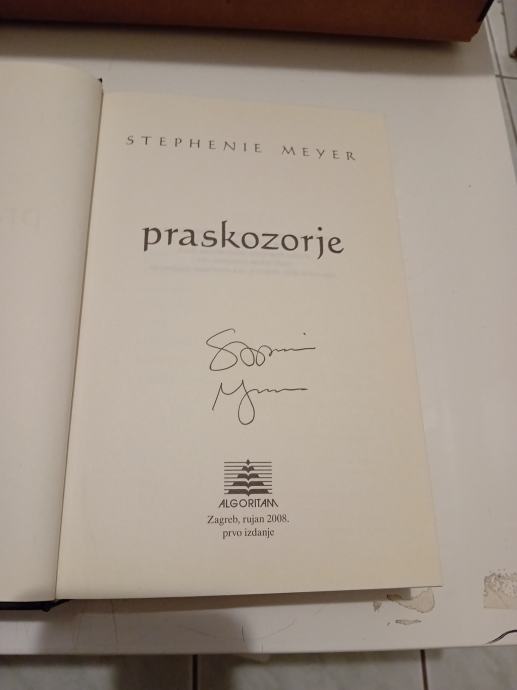 STEPHENIE MEYER
praskozorje
ALGORITAM
Zagreb, rujan 2008.
prvo izdanje